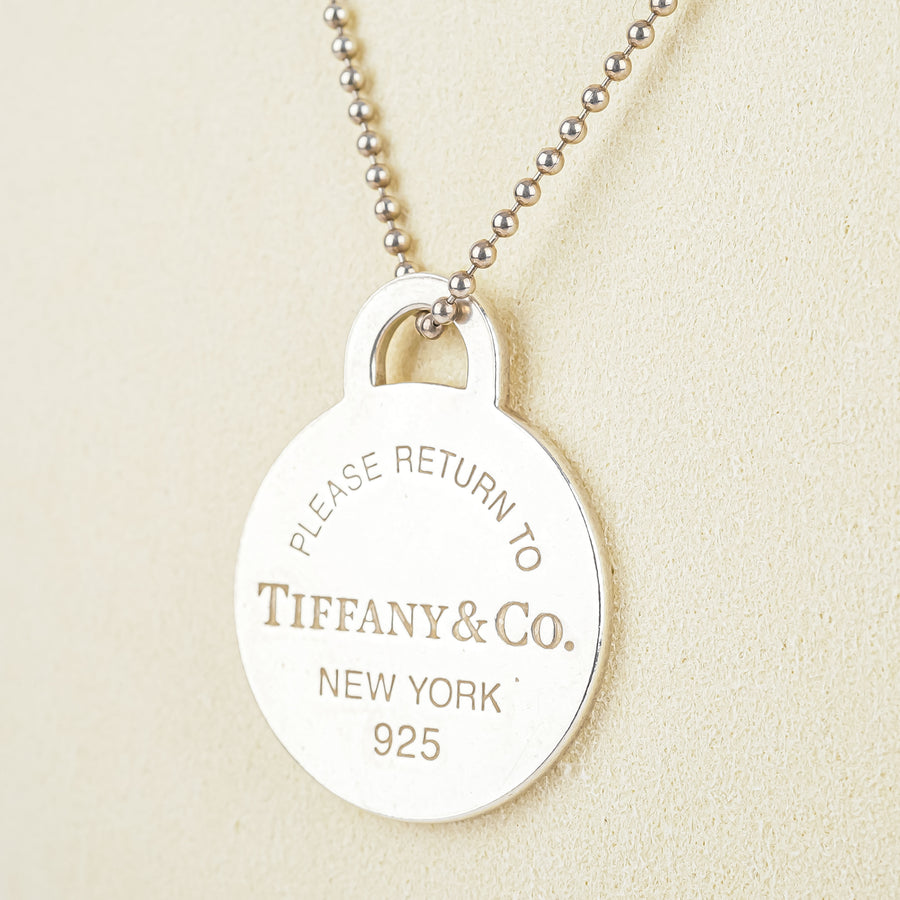 PLEASE RETURN TO
TIFFANY & CO.
NEW YORK
925